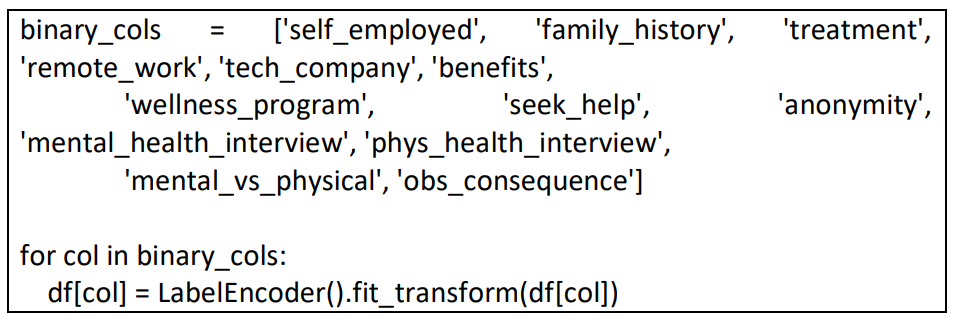 binary_cols = ['self_employed', 'family_history', 'treatment',
'remote_work', 'tech_company', 'benefits',
'wellness_program', 'seek_help', 'anonymity',
'mental_health_interview', 'phys_health_interview',
'mental_vs_physical', 'obs_consequence']

for col in binary_cols:
df[col] = LabelEncoder().fit_transform(df[col])